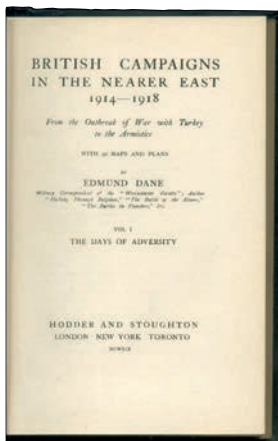 BRITISH CAMPAIGNS
IN THE NEARER EAST
1914—1918
From the Outbreak of War with Turkey
to the Armistice
WITH MAPS AND PLANS
BY
EDMUND DANE
Military Correspondent of the "Westminster Gazette"; Author
"Hacking Through Belgium," "The Battle of the Rivers,"
"The Battles in Flanders," Etc.
VOL I
THE DAYS OF ADVERSITY
HODDER AND STOUGHTON
LONDON NEW YORK TORONTO
MCMXIX